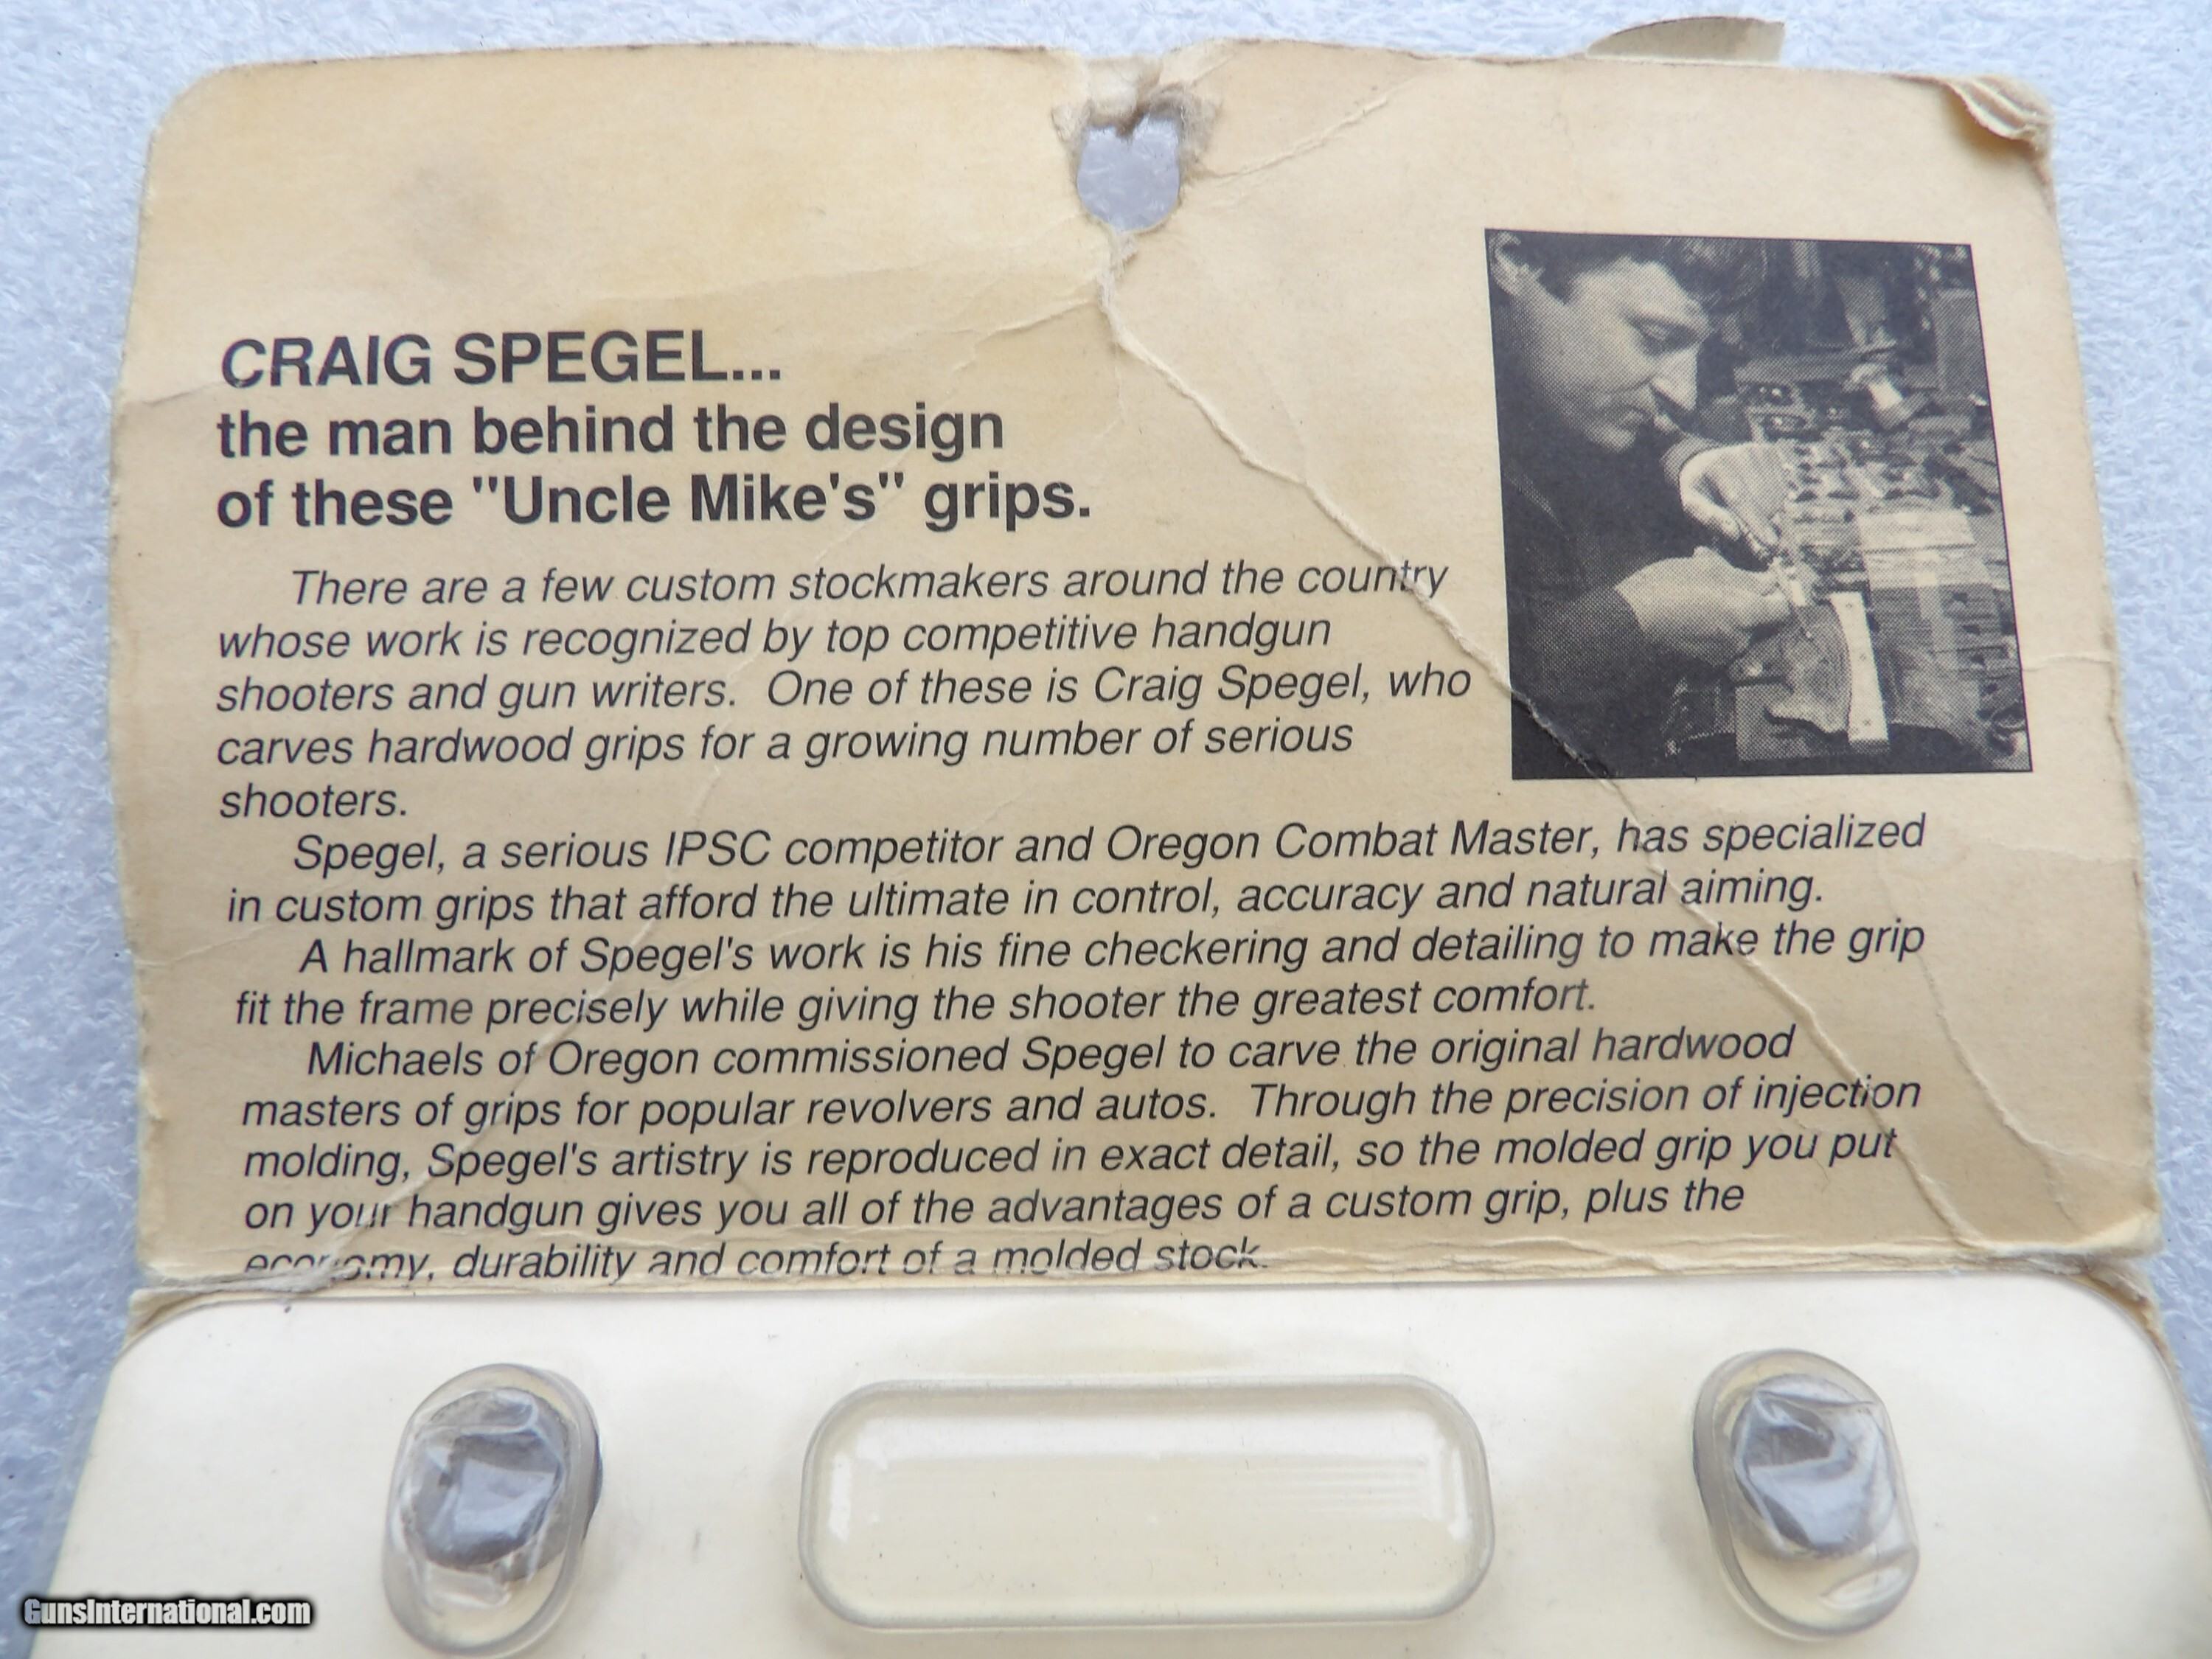 CRAIG SPEGEL...
the man behind the design
of these "Uncle Mike's" grips.
There are a few custom stockmakers around the country
whose work is recognized by top competitive handgun
shooters and gun writers. One of these is Craig Spegel, who
carves hardwood grips for a growing number of serious
shooters.
Spegel, a serious IPSC competitor and Oregon Combat Master, has specialized
in custom grips that afford the ultimate in control, accuracy and natural aiming.
A hallmark of Spegel's work is his fine checkering and detailing to make the grip
fit the frame precisely while giving the shooter the greatest comfort.
Michaels of Oregon commissioned Spegel to carve the original hardwood
masters of grips for popular revolvers and autos. Through the precision of injection
molding, Spegel's artistry is reproduced in exact detail, so the molded grip you put
on your handgun gives you all of the advantages of a custom grip, plus the
economy, durability and comfort of a molded stock.
GunsInternational.com